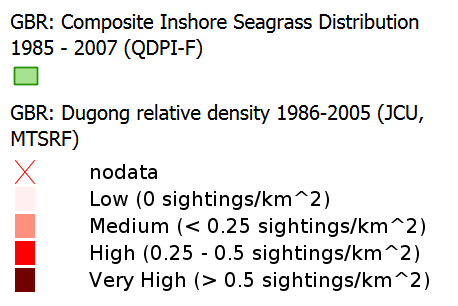 GBR: Composite Inshore Seagrass Distribution
1985 - 2007 (QDPI-F)
GBR: Dugong relative density 1986-2005 (JCU,
MTSRF)
nodata
Low (0 sightings/km^2)
Medium (< 0.25 sightings/km^2)
High (0.25 - 0.5 sightings/km^2)
Very High (> 0.5 sightings/km^2)